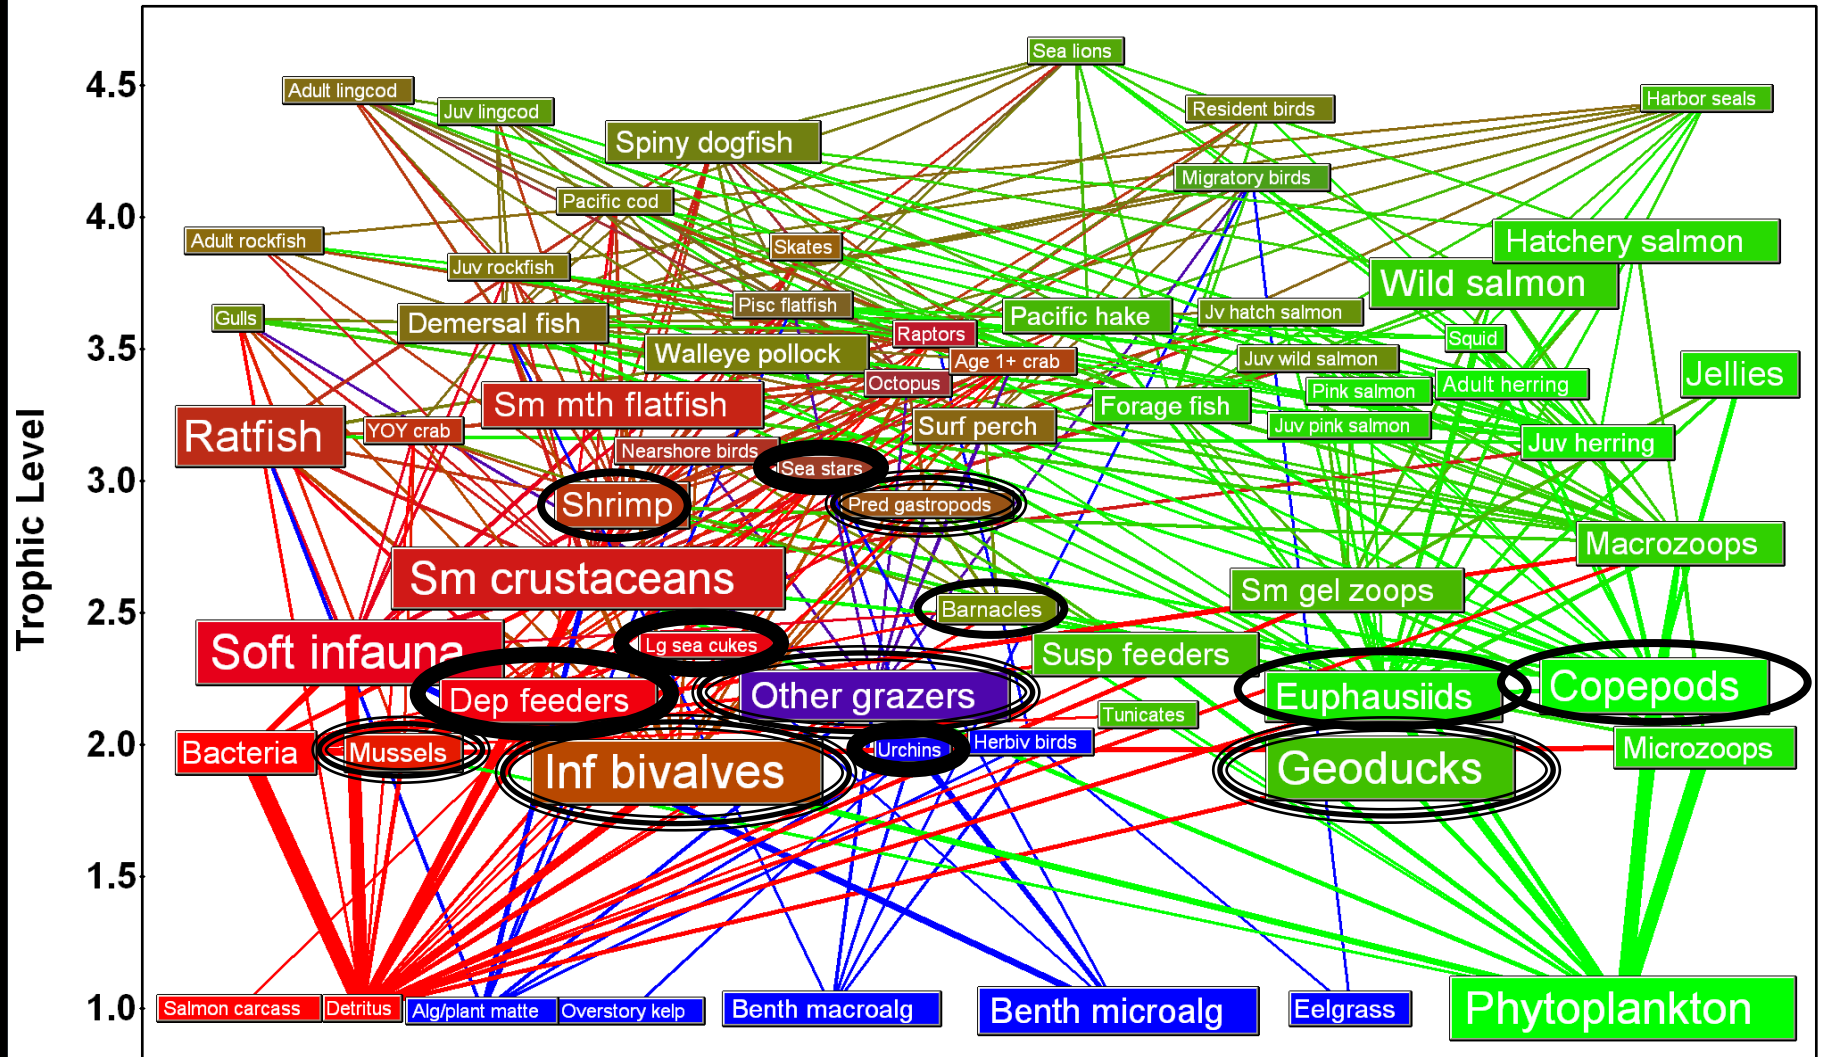 Trophic Level
Sea lions
4.5
Adult lingcod
Harbor seals
Juv lingcod
Resident birds
Spiny dogfish
Migratory birds
Pacific cod
4.0
Adult rockfish
Skates
Hatchery salmon
Juv rockfish
Wild salmon
Pisc flatfish
Gulls
Demersal fish
Pacific hake
Jv hatch salmon
Raptors
Squid
3.5
Walleye pollock
Age 1+ crab
Juv wild salmon
Octopus
Jellies
Pink salmon
Adult herring
Sm mth flatfish
Forage fish
Ratfish
YOY crab
Surf perch
Juv pink salmon
Juv herring
Nearshore birds
Sea stars
3.0
Shrimp
Pred gastropods
Macrozoops
Sm crustaceans
Sm gel zoops
2.5
Barnacles
Soft infauna
Lg sea cukes
Susp feeders
Dep feeders
Other grazers
Euphausiids
Copepods
Tunicates
2.0
Bacteria
Mussels
Urchins
Herbiv birds
Microzoops
Inf bivalves
Geoducks
1.5
1.0
Salmon carcass
Detritus
Alg/plant matte
Overstory kelp
Benth macroalg
Benth microalg
Eelgrass
Phytoplankton